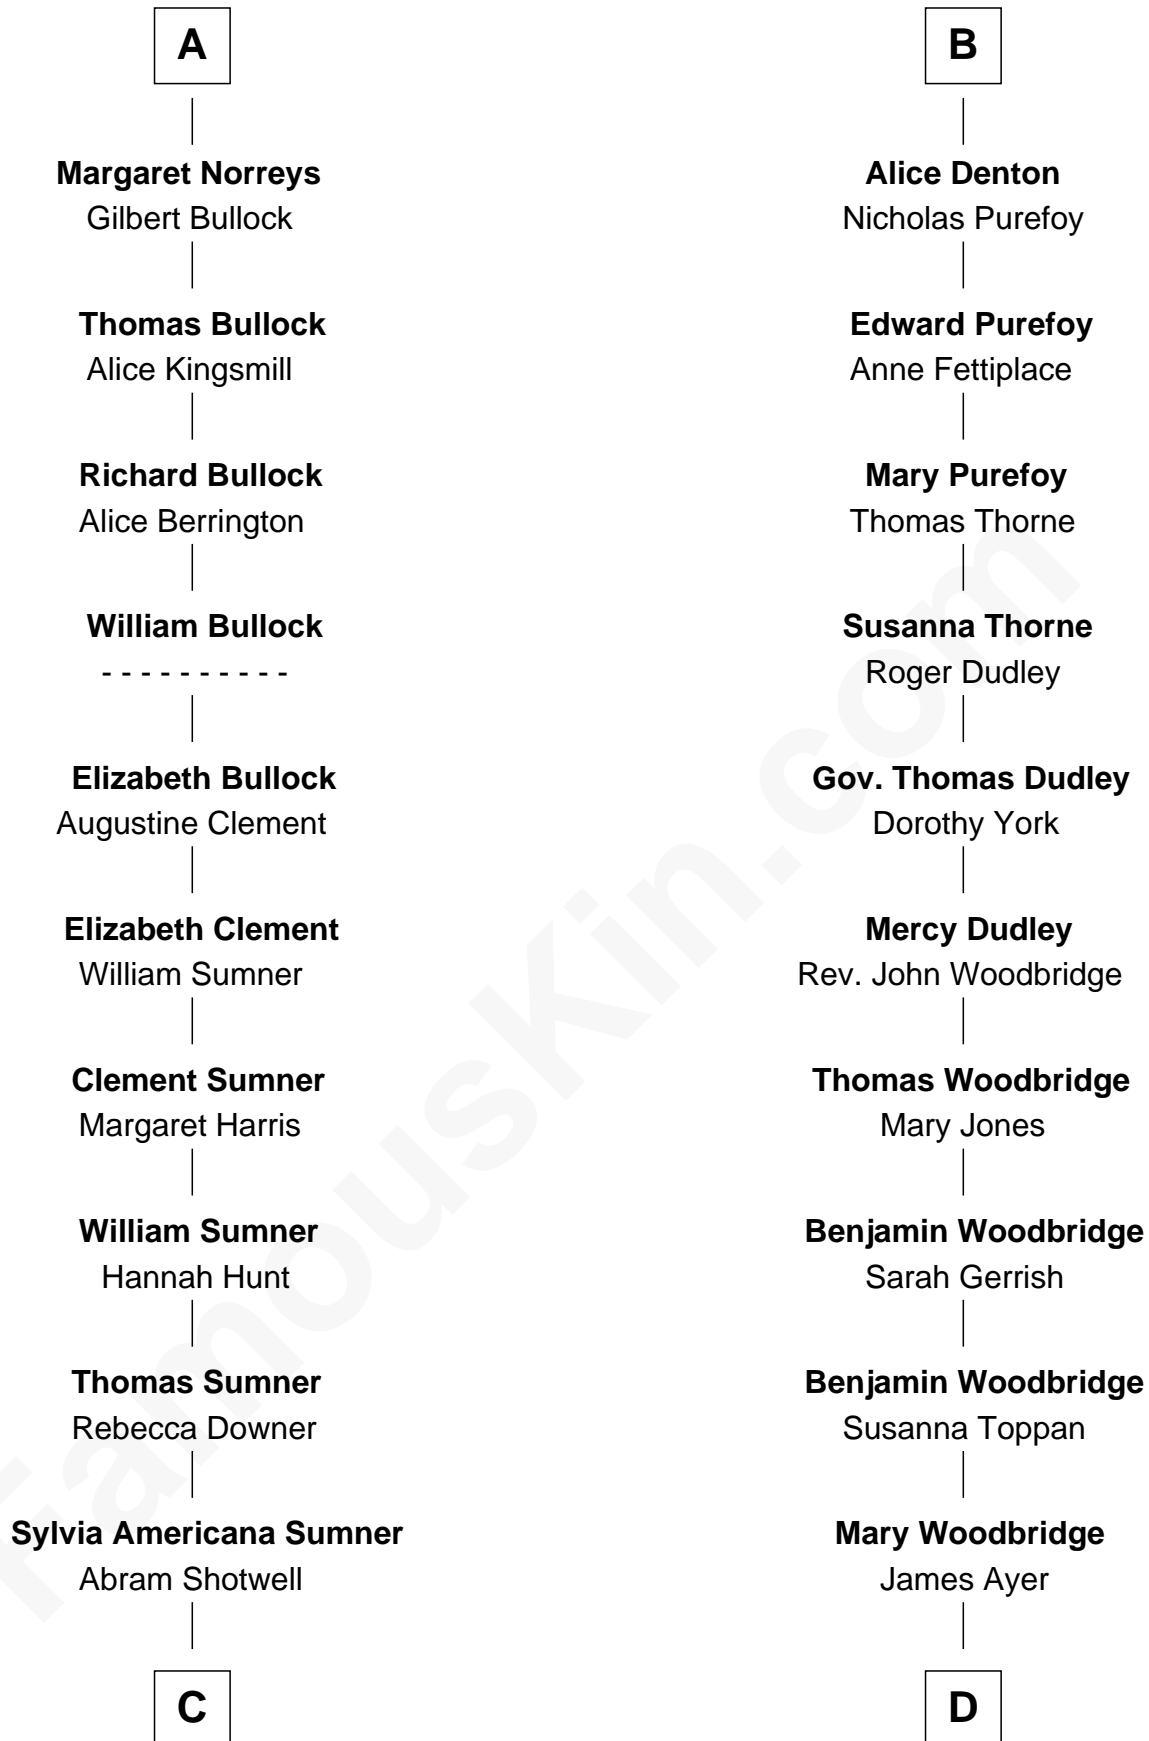 A
Margaret Norreys
Gilbert Bullock
Thomas Bullock
Alice Kingsmill
Richard Bullock
Alice Berrington
William Bullock
- - - - - - - - - -
Elizabeth Bullock
Augustine Clement
Elizabeth Clement
William Sumner
Clement Sumner
Margaret Harris
William Sumner
Hannah Hunt
Thomas Sumner
Rebecca Downer
Sylvia Americana Sumner
Abram Shotwell
C
B
Alice Denton
Nicholas Purefoy
Edward Purefoy
Anne Fettiplace
Mary Purefoy
Thomas Thorne
Susanna Thorne
Roger Dudley
Gov. Thomas Dudley
Dorothy York
Mercy Dudley
Rev. John Woodbridge
Thomas Woodbridge
Mary Jones
Benjamin Woodbridge
Sarah Gerrish
Benjamin Woodbridge
Susanna Toppan
Mary Woodbridge
James Ayer
D
FamousKin.com